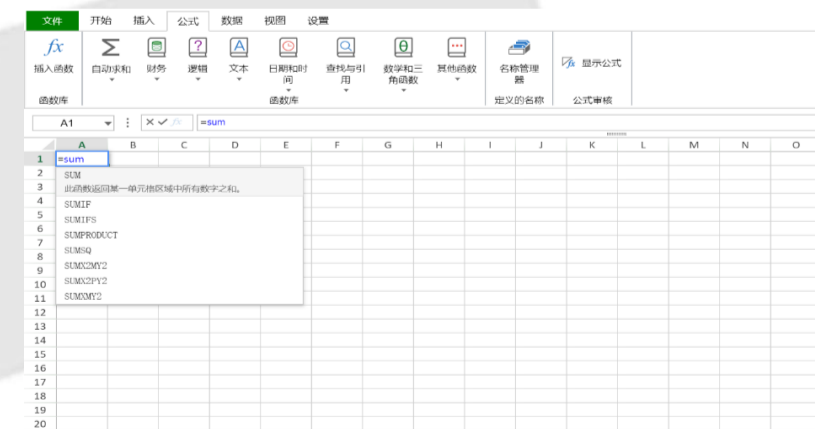 文件 开始 插入 公式 数据 视图 设置
fx Σ ? A θ
插入函数 自动求和 财务 逻辑 文本 日期和时间 查找与引用 数学和三角函数 其他函数 名称管理器 fx 显示公式
函数库 函数库 定义的名称 公式审核
A1 fx =sum
A B C D E F G H I J K L M N O
1 =sum
2 SUM
3 此函数返回某一单元格区域中所有数字之和。
4 SUMIF
5 SUMIFS
6 SUMPRODUCT
7
8 SUMSQ
9 SUMX2MY2
10 SUMX2PY2
11 SUMXMY2
12
13
14
15
16
17
18
19
20